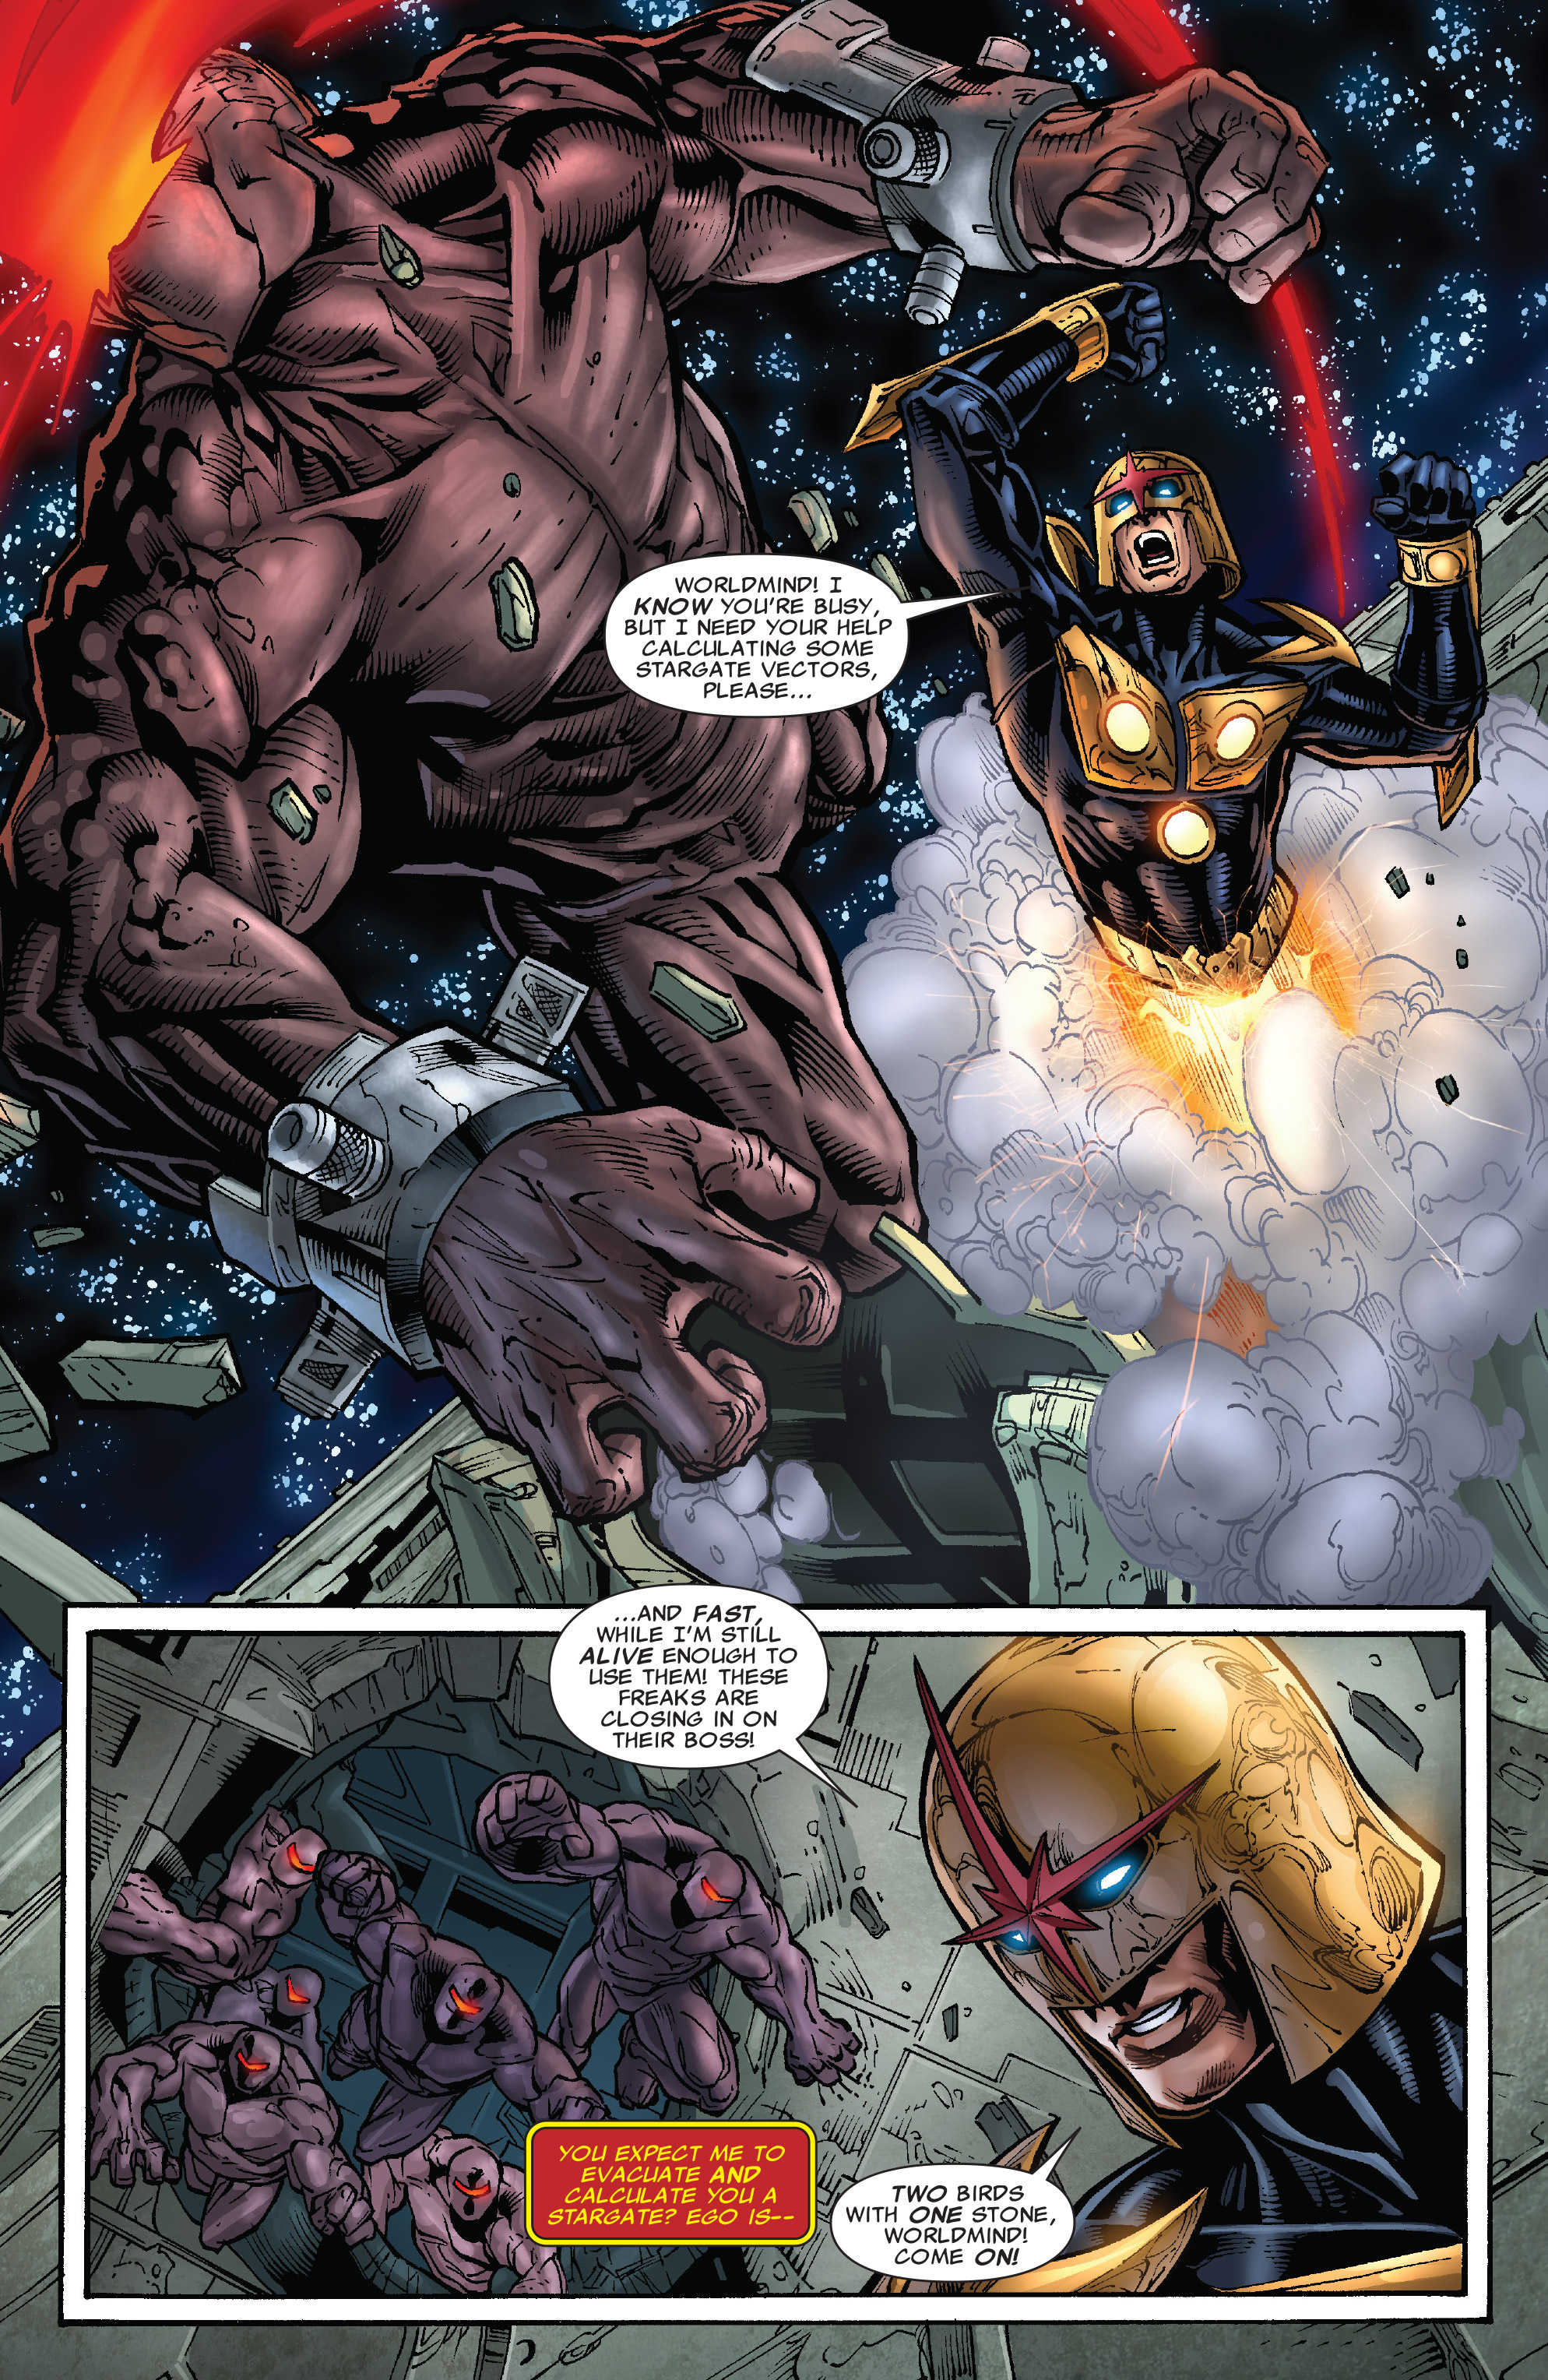 WORLDMIND! I
KNOW YOU'RE BUSY,
BUT I NEED YOUR HELP
CALCULATING SOME
STARGATE VECTORS,
PLEASE...
...AND FAST,
WHILE I'M STILL
ALIVE ENOUGH TO
USE THEM! THESE
FREAKS ARE
CLOSING IN ON
THEIR BOSS!
YOU EXPECT ME TO
EVACUATE AND
CALCULATE YOU A
STARGATE? EGO IS--
TWO BIRDS
WITH ONE STONE,
WORLDMIND!
COME ON!